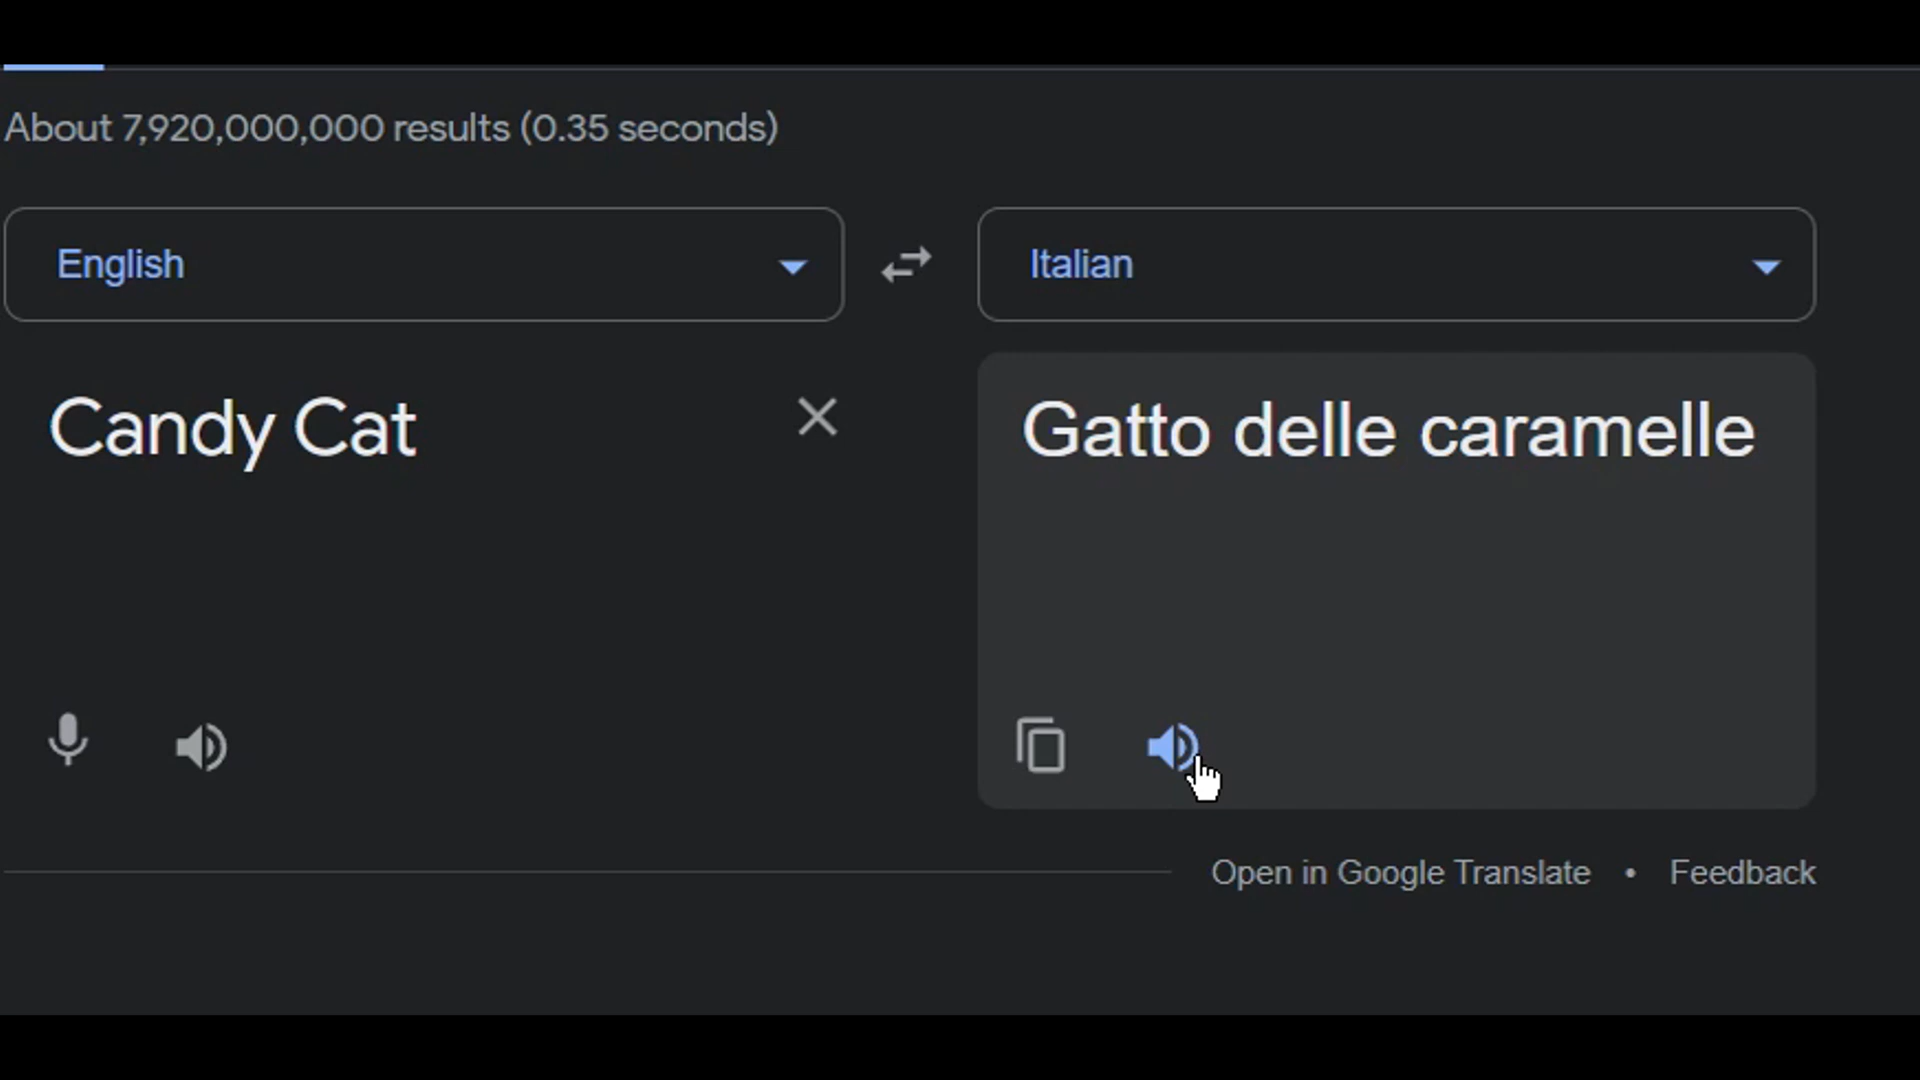 About 7,920,000,000 results (0.35 seconds)
English
Italian
Candy Cat
Gatto delle caramelle
Open in Google Translate • Feedback